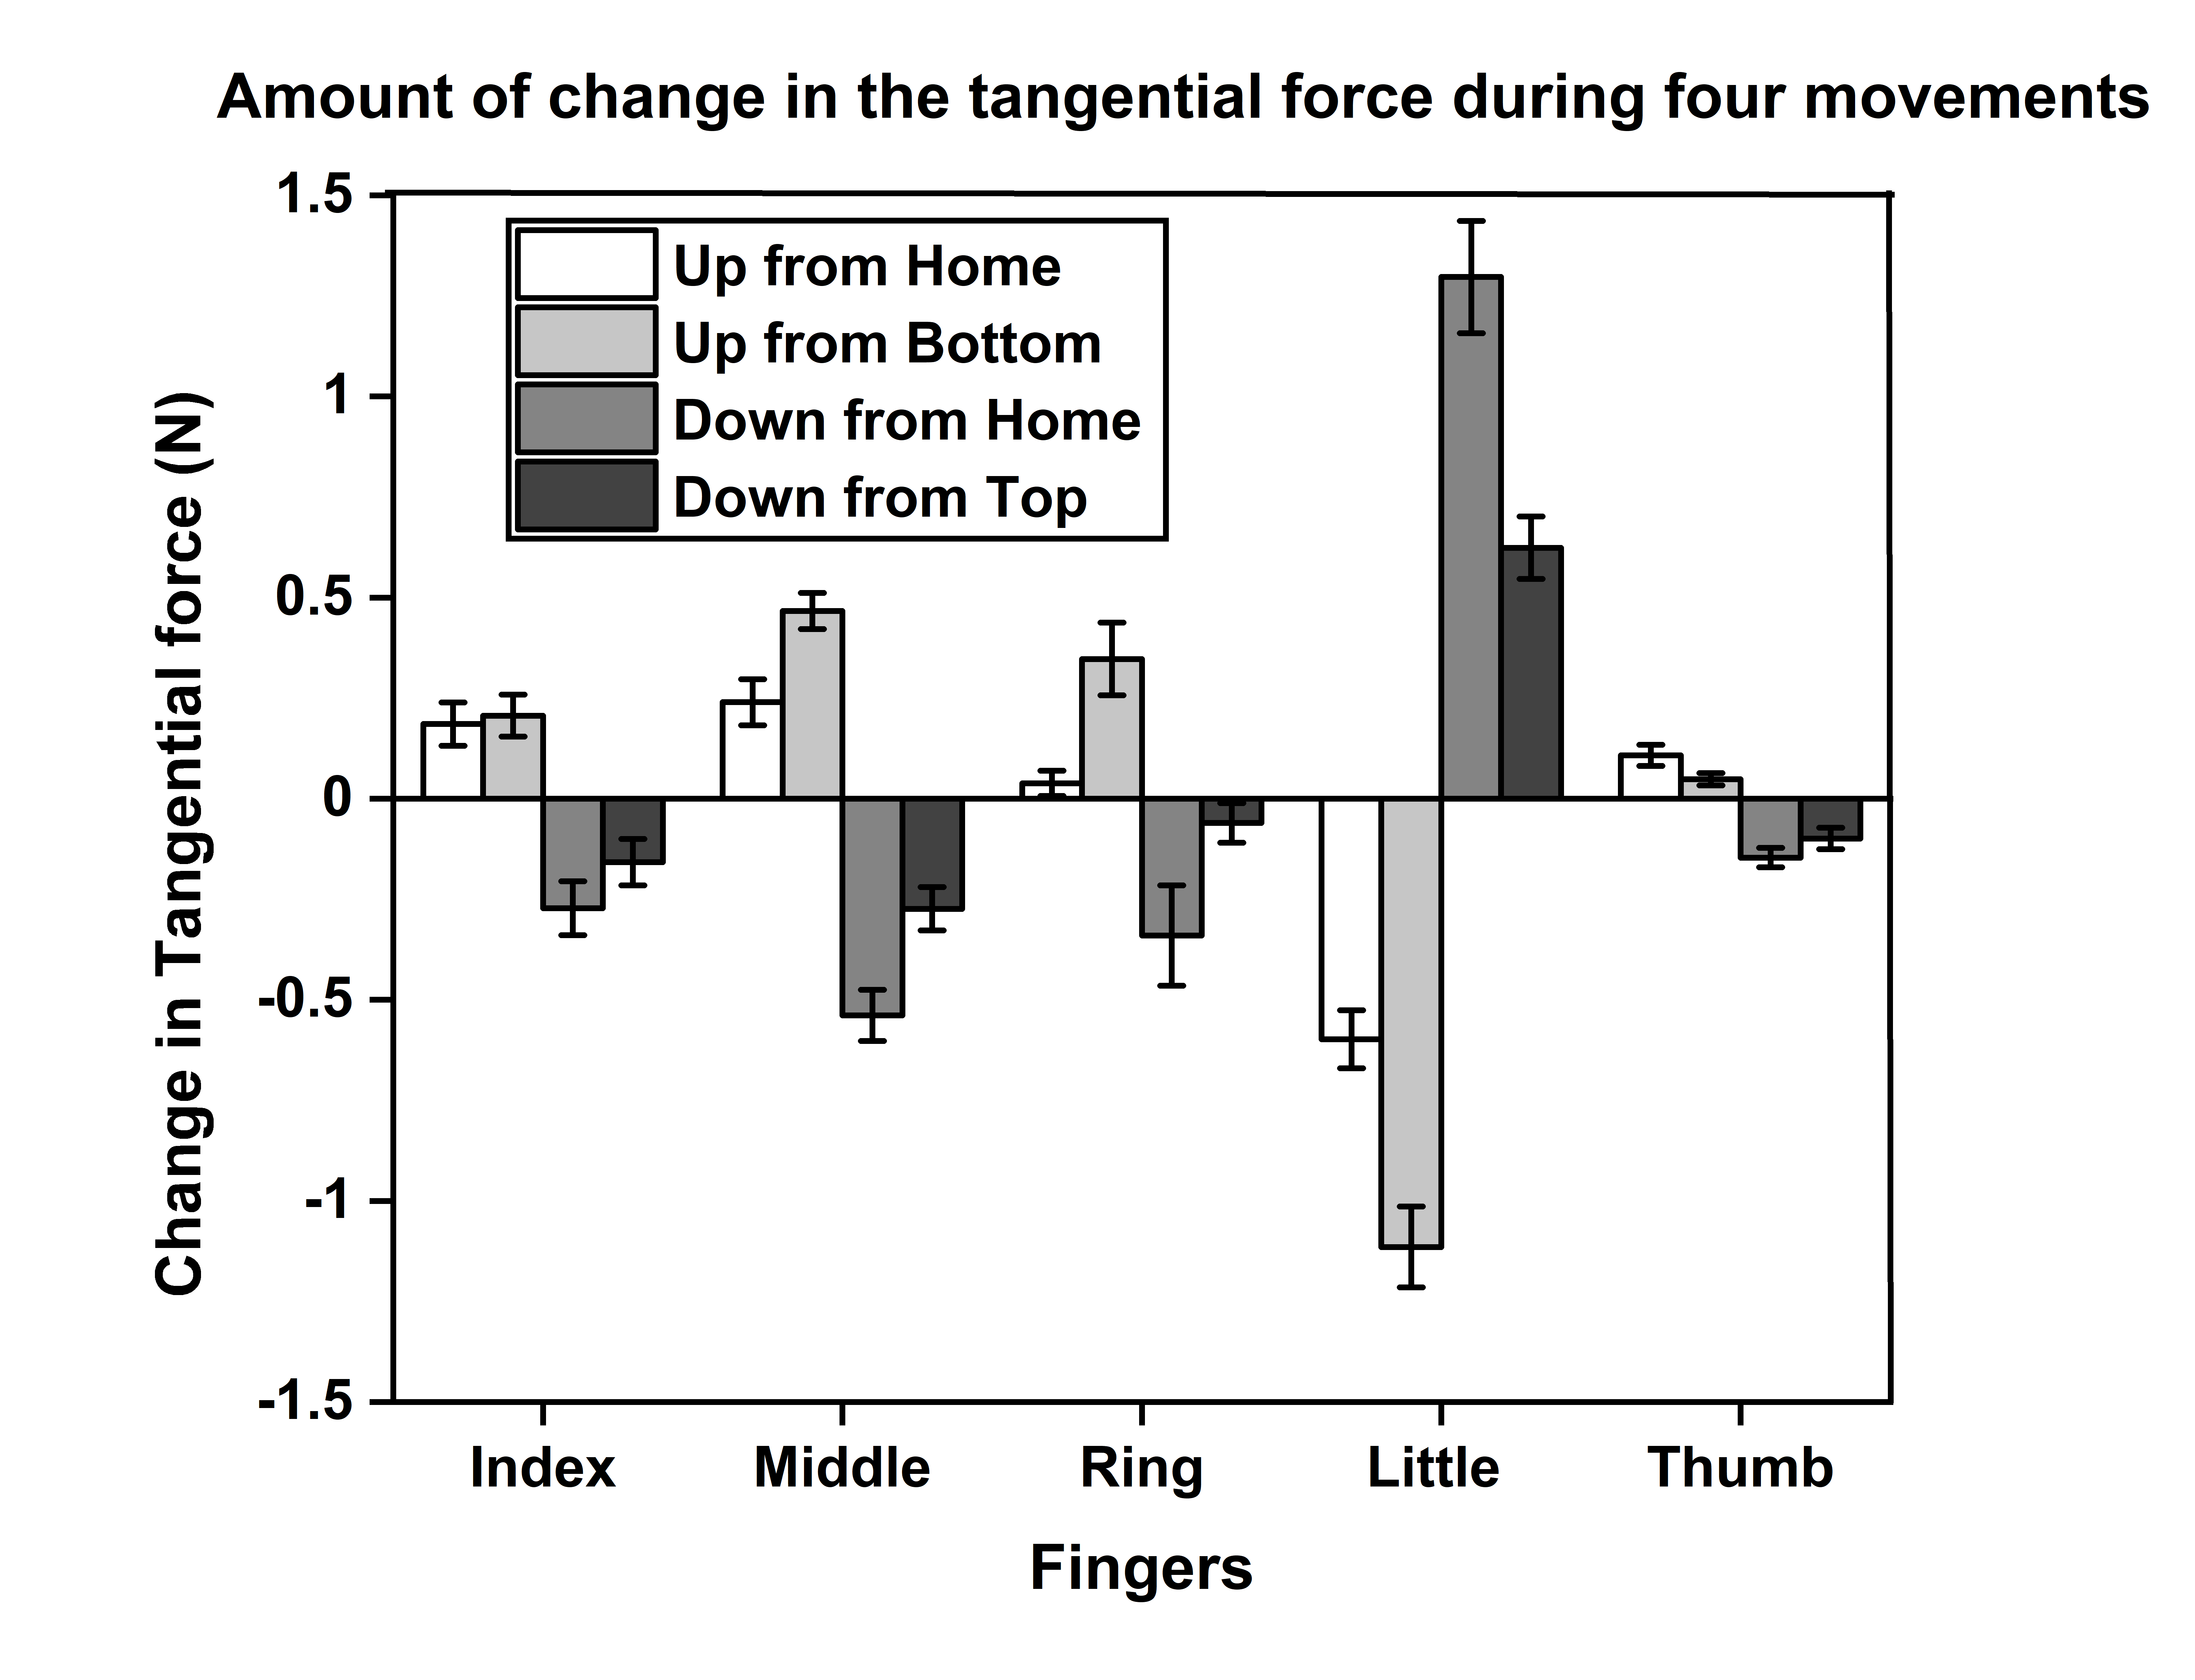 Amount of change in the tangential force during four movements
Change in Tangential force (N)
1.5
1
0.5
0
-0.5
-1
-1.5
Up from Home
Up from Bottom
Down from Home
Down from Top
Index Middle Ring Little Thumb
Fingers